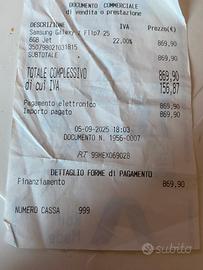 DOCUMENTO COMMERCIALE
di vendita o prestazione
DESCRIZIONE IVA Prezzo(€)
Samsung Galaxy z Flip7 25
6GB Jet 22,00% 869,90
350798021031815
SUBTOTALE 869,90
TOTALE COMPLESSIVO 869,90
di cui IVA 156,87
Pagamento elettronico 869,90
Importo pagato 869,90
05-09-2025 18:03
DOCUMENTO N. 1956-0007
RT 99MEX069028
DETTAGLIO FORME di PAGAMENTO
Finanziamento 869,90
NUMERO CASSA 999
subito